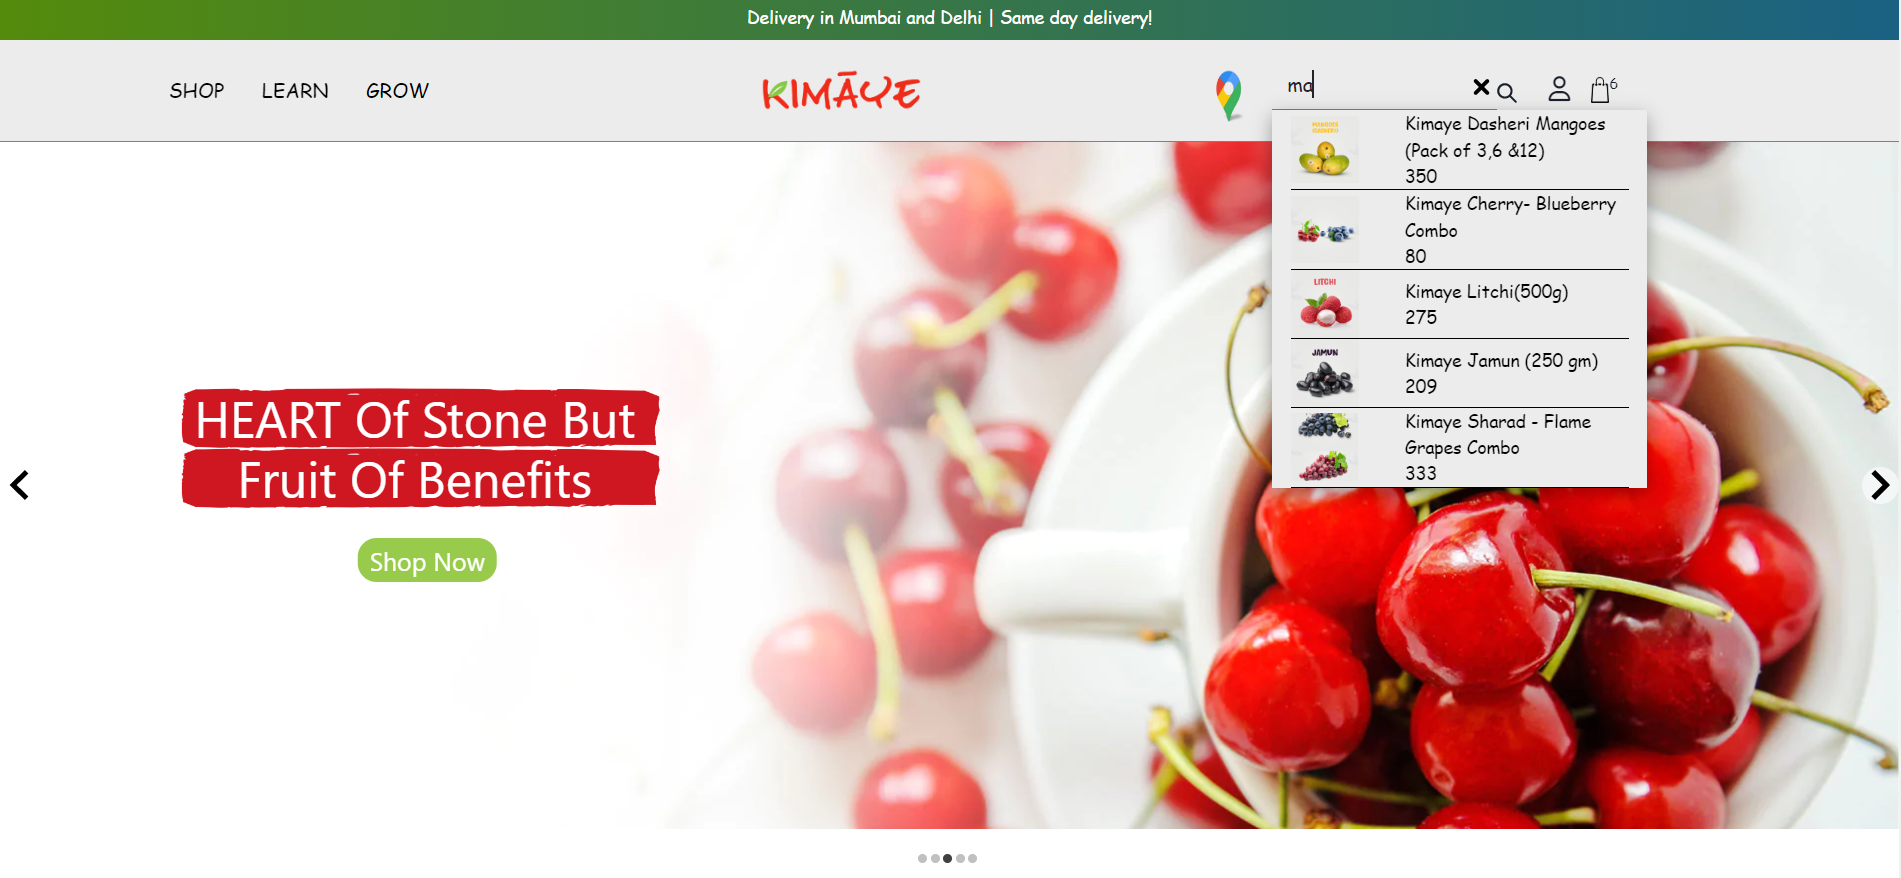 Delivery in Mumbai and Delhi | Same day delivery!
SHOP LEARN GROW
KIMĀYE
ma
6
Kimaye Dasheri Mangoes
(Pack of 3,6 &12)
350
Kimaye Cherry- Blueberry
Combo
80
LITCHI
Kimaye Litchi(500g)
275
JAMUN
Kimaye Jamun (250 gm)
209
Kimaye Sharad - Flame
Grapes Combo
333
HEART Of Stone But
Fruit Of Benefits
Shop Now